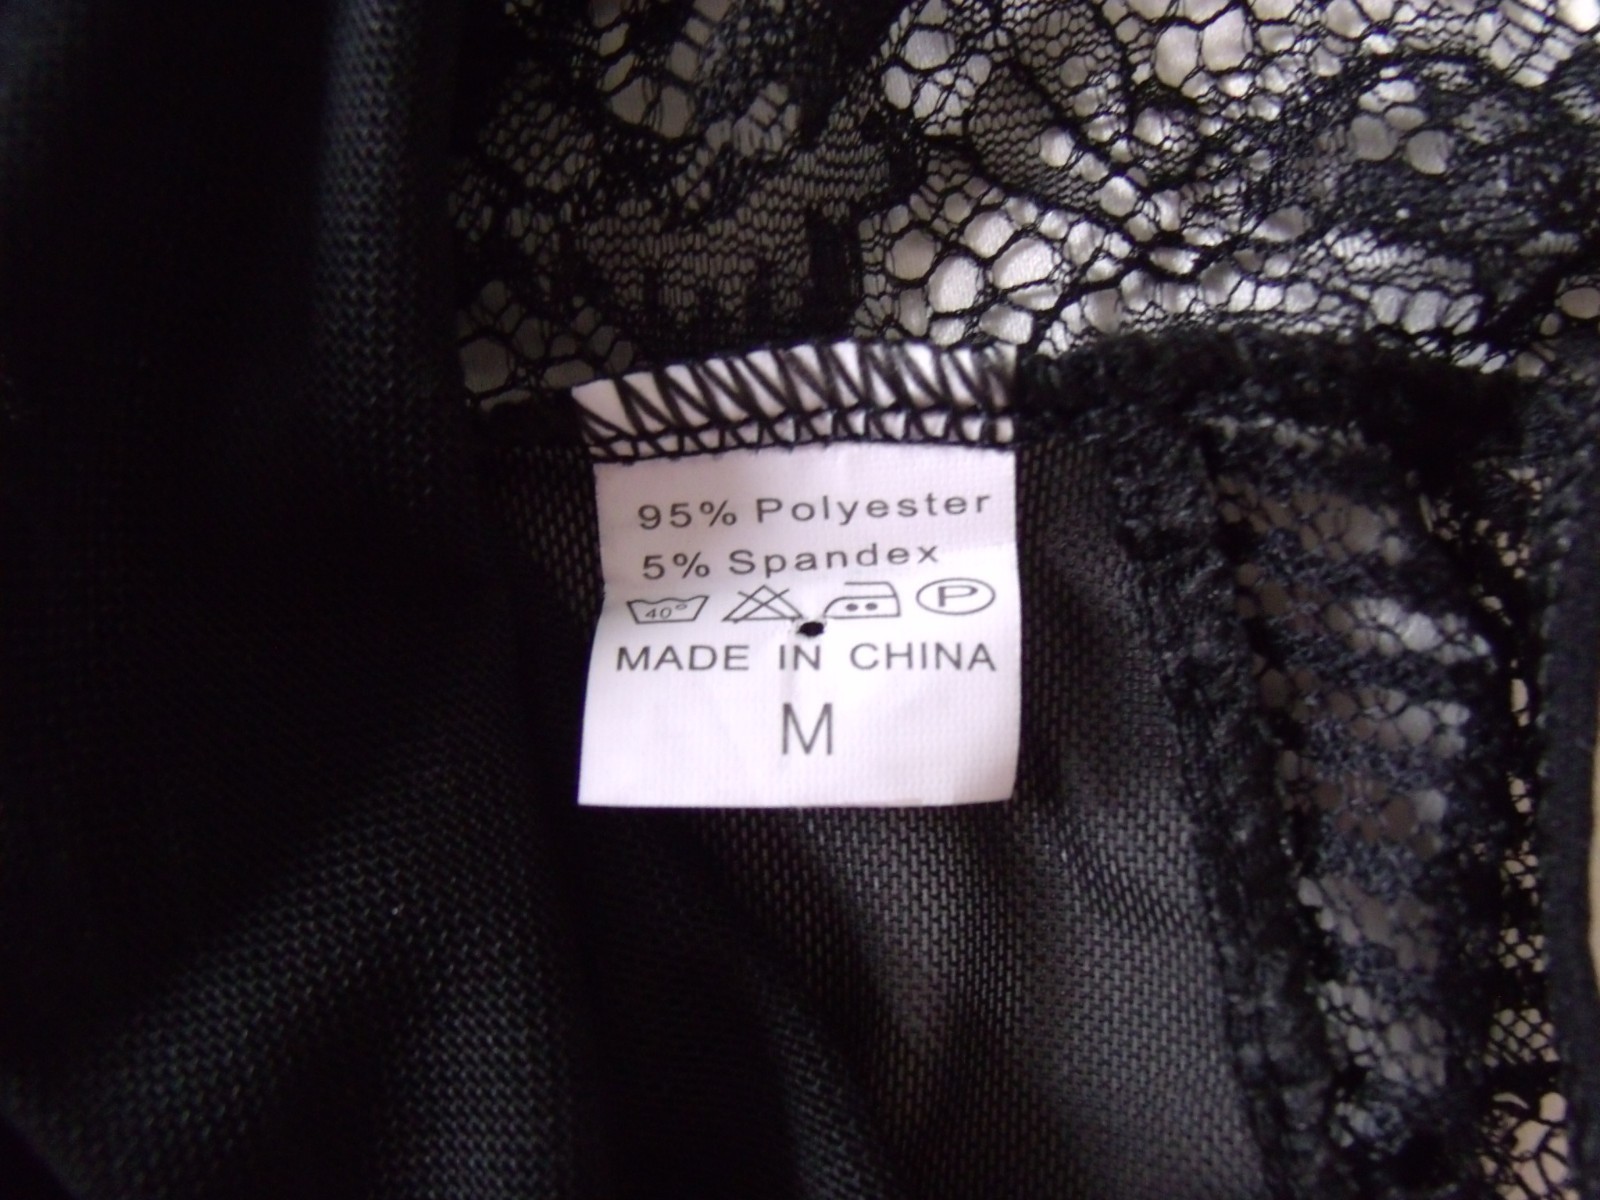 95% Polyester
5% Spandex
40° P
MADE IN CHINA
M